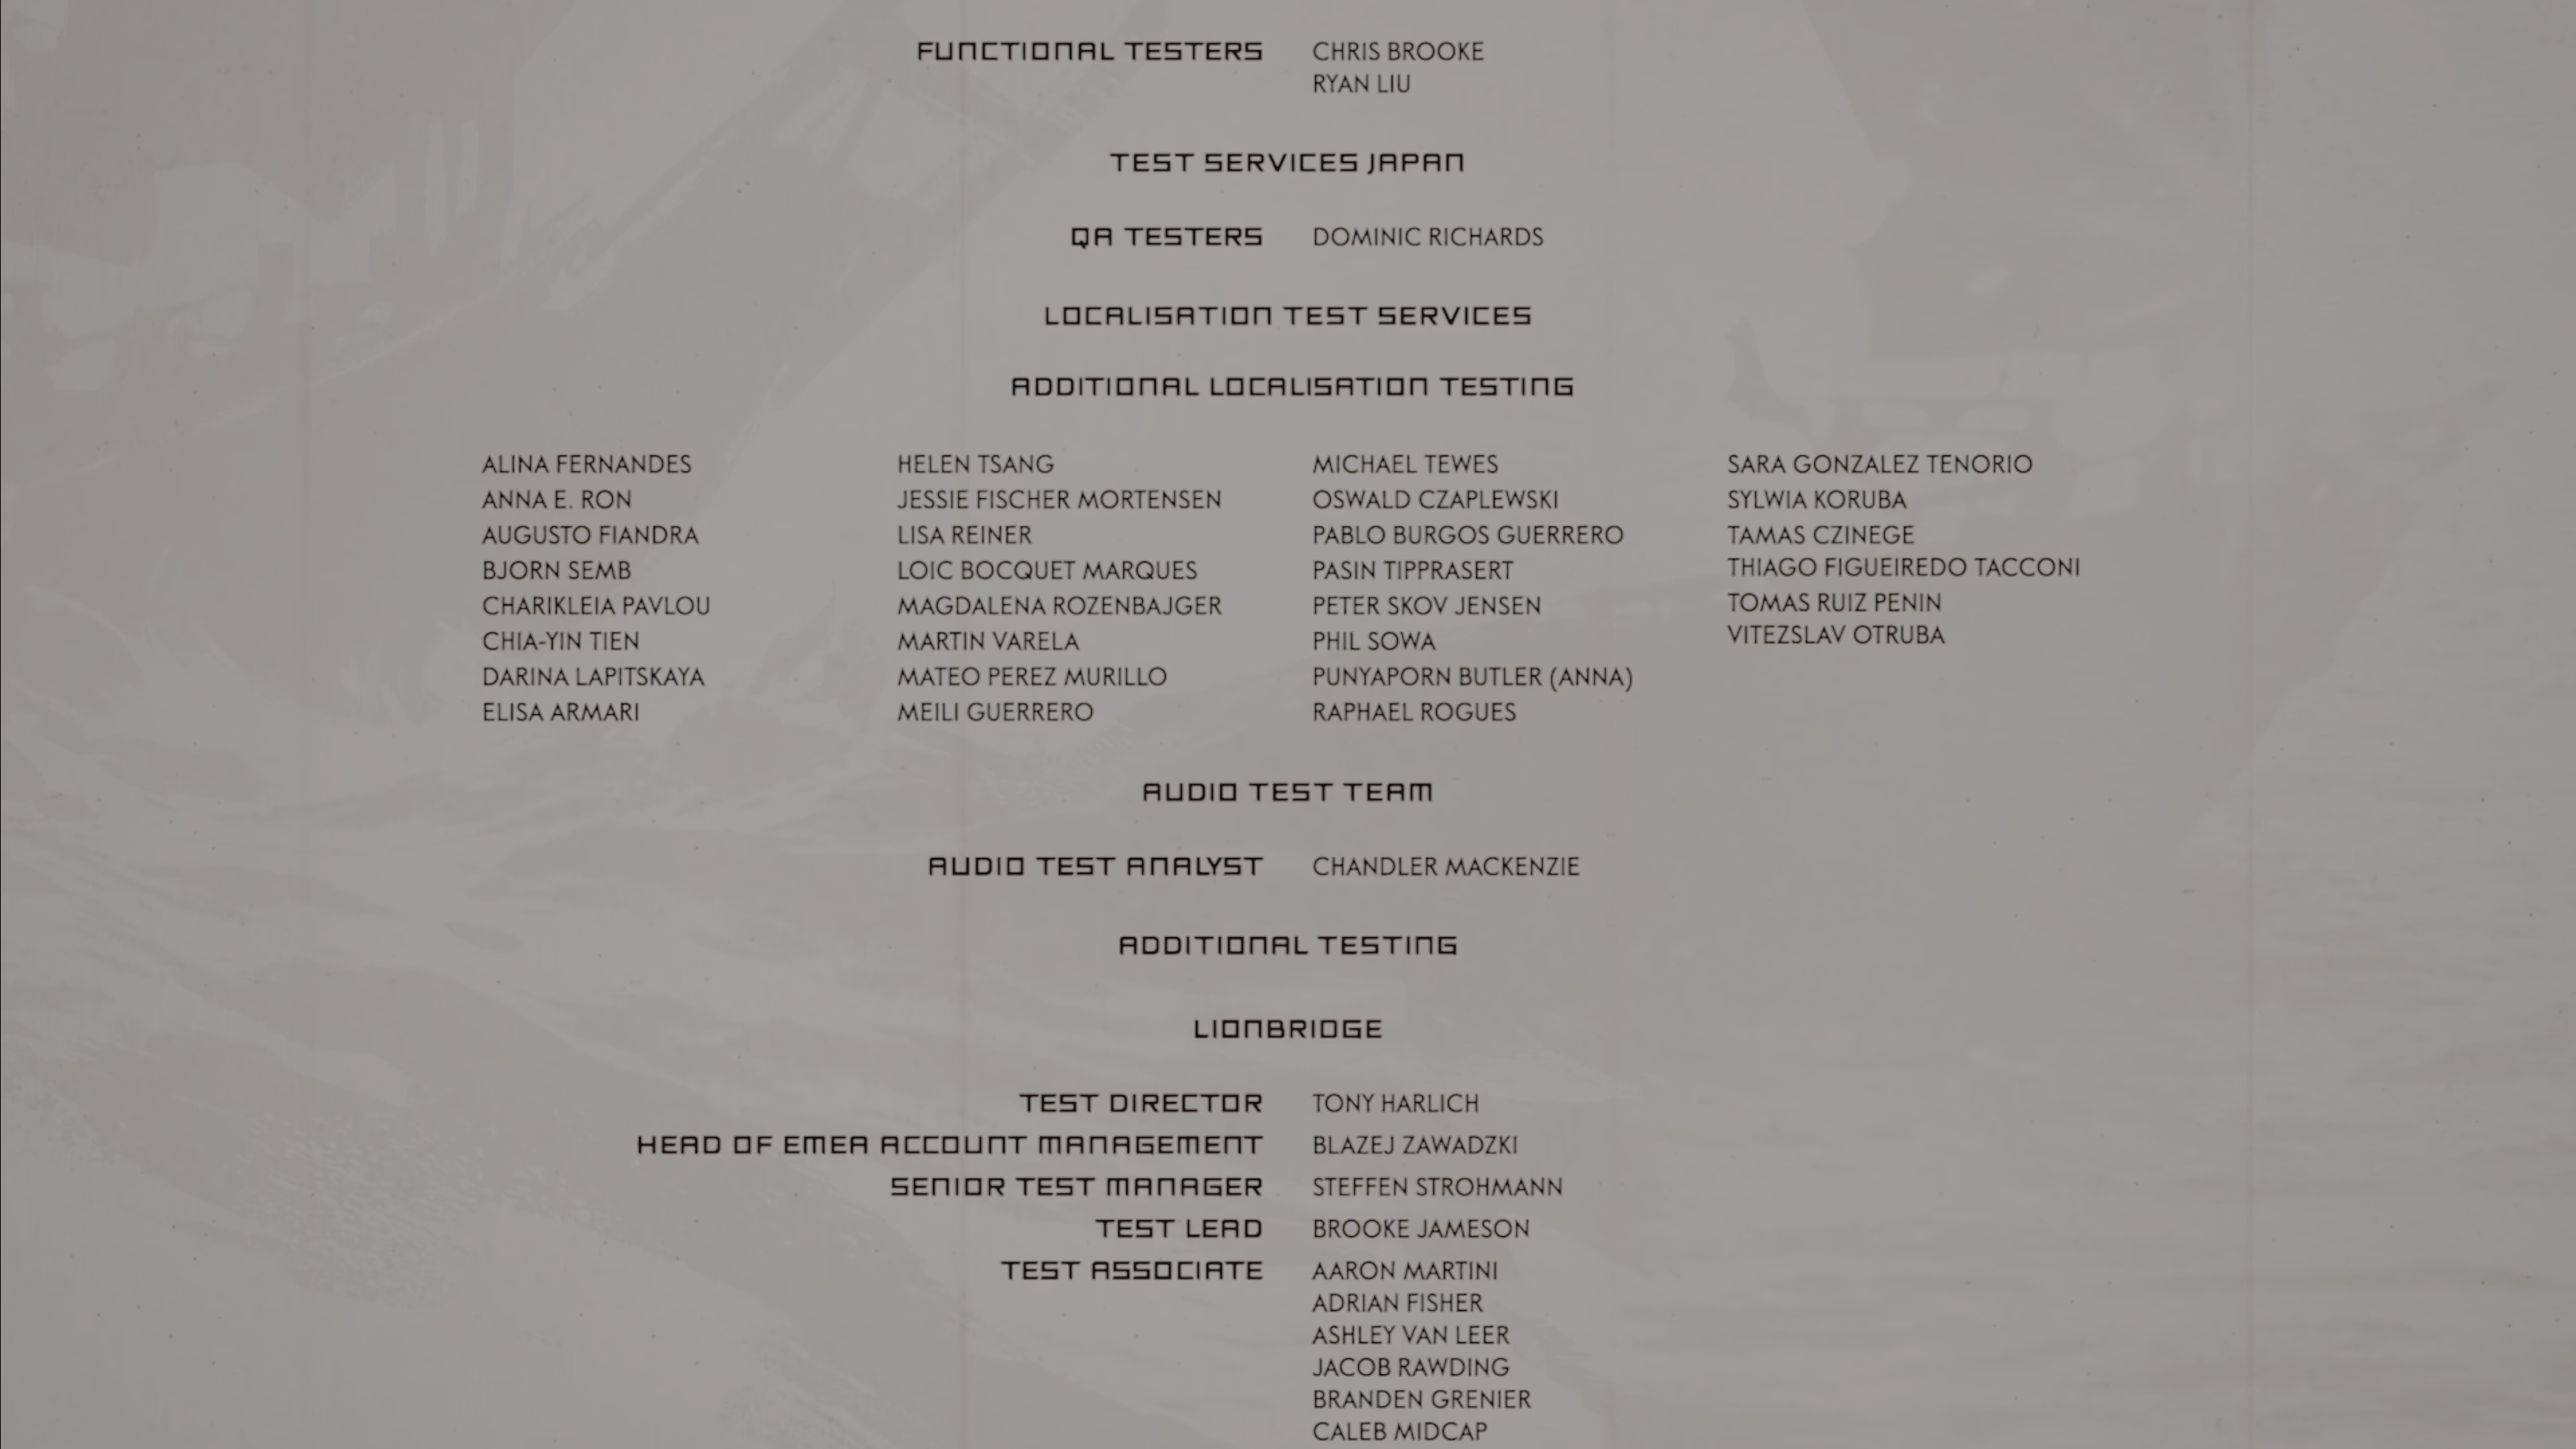 FUNCTIONAL TESTERS CHRIS BROOKE
RYAN LIU
TEST SERVICES JAPAN
QA TESTERS DOMINIC RICHARDS
LOCALISATION TEST SERVICES
ADDITIONAL LOCALISATION TESTING
ALINA FERNANDES
ANNA E. RON
AUGUSTO FIANDRA
BJORN SEMB
CHARIKLEIA PAVLOU
CHIA-YIN TIEN
DARINA LAPITSKAYA
ELISA ARMARI
HELEN TSANG
JESSIE FISCHER MORTENSEN
LISA REINER
LOIC BOCQUET MARQUES
MAGDALENA ROZENBAJGER
MARTIN VARELA
MATEO PEREZ MURILLO
MEILI GUERRERO
MICHAEL TEWES
OSWALD CZAPLEWSKI
PABLO BURGOS GUERRERO
PASIN TIPPRASERT
PETER SKOV JENSEN
PHIL SOWA
PUNYAPORN BUTLER (ANNA)
RAPHAEL ROGUES
SARA GONZALEZ TENORIO
SYLWIA KORUBA
TAMAS CZINEGE
THIAGO FIGUEIREDO TACCONI
TOMAS RUIZ PENIN
VITEZSLAV OTRUBA
AUDIO TEST TEAM
AUDIO TEST ANALYST CHANDLER MACKENZIE
ADDITIONAL TESTING
LIONBRIDGE
TEST DIRECTOR TONY HARLICH
HEAD OF EMEA ACCOUNT MANAGEMENT BLAZEJ ZAWADZKI
SENIOR TEST MANAGER STEFFEN STROHMANN
TEST LEAD BROOKE JAMESON
TEST ASSOCIATE AARON MARTINI
ADRIAN FISHER
ASHLEY VAN LEER
JACOB RAWDING
BRANDEN GRENIER
CALEB MIDCAP